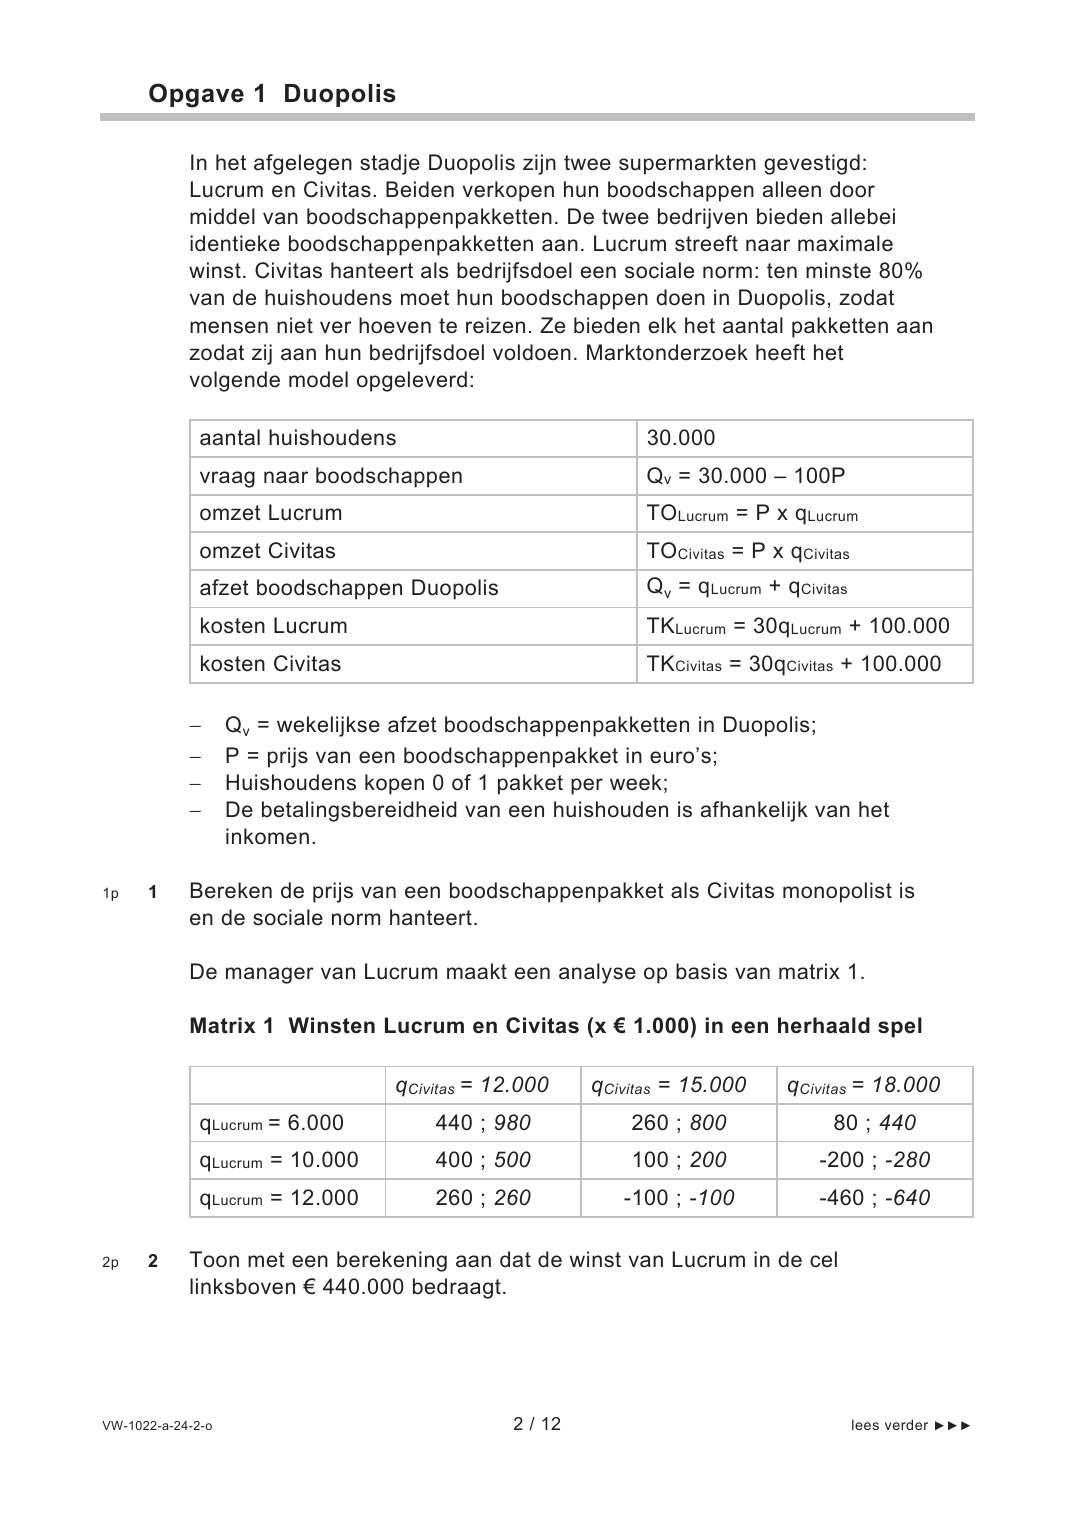 Opgave 1 Duopolis
In het afgelegen stadje Duopolis zijn twee supermarkten gevestigd:
Lucrum en Civitas. Beiden verkopen hun boodschappen alleen door
middel van boodschappenpakketten. De twee bedrijven bieden allebei
identieke boodschappenpakketten aan. Lucrum streeft naar maximale
winst. Civitas hanteert als bedrijfsdoel een sociale norm: ten minste 80%
van de huishoudens moet hun boodschappen doen in Duopolis, zodat
mensen niet ver hoeven te reizen. Ze bieden elk het aantal pakketten aan
zodat zij aan hun bedrijfsdoel voldoen. Marktonderzoek heeft het
volgende model opgeleverd:
aantal huishoudens 30.000
vraag naar boodschappen Qv = 30.000 – 100P
omzet Lucrum TOLucrum = P x qLucrum
omzet Civitas TOCivitas = P x qCivitas
afzet boodschappen Duopolis Qv = qLucrum + qCivitas
kosten Lucrum TKLucrum = 30qLucrum + 100.000
kosten Civitas TKCivitas = 30qCivitas + 100.000
– Qv = wekelijkse afzet boodschappenpakketten in Duopolis;
– P = prijs van een boodschappenpakket in euro’s;
– Huishoudens kopen 0 of 1 pakket per week;
– De betalingsbereidheid van een huishouden is afhankelijk van het
inkomen.
1p 1 Bereken de prijs van een boodschappenpakket als Civitas monopolist is
en de sociale norm hanteert.
De manager van Lucrum maakt een analyse op basis van matrix 1.
Matrix 1 Winsten Lucrum en Civitas (x € 1.000) in een herhaald spel
qCivitas = 12.000 qCivitas = 15.000 qCivitas = 18.000
qLucrum = 6.000 440 ; 980 260 ; 800 80 ; 440
qLucrum = 10.000 400 ; 500 100 ; 200 -200 ; -280
qLucrum = 12.000 260 ; 260 -100 ; -100 -460 ; -640
2p 2 Toon met een berekening aan dat de winst van Lucrum in de cel
linksboven € 440.000 bedraagt.
VW-1022-a-24-2-o 2 / 12 lees verder ►►►